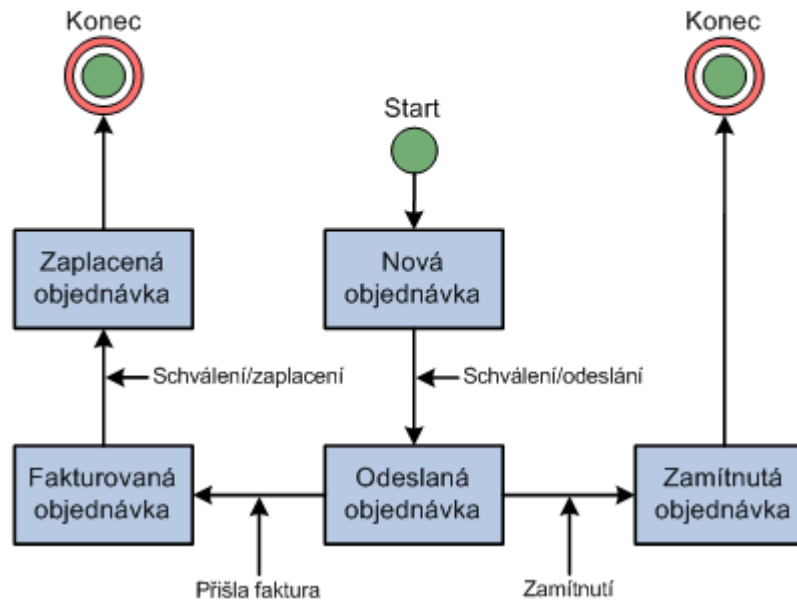 Konec
Konec
Start
Zaplacená
objednávka
Nová
objednávka
Schválení/zaplacení
Schválení/odeslání
Fakturovaná
objednávka
Odeslaná
objednávka
Zamítnutá
objednávka
Přišla faktura
Zamítnutí